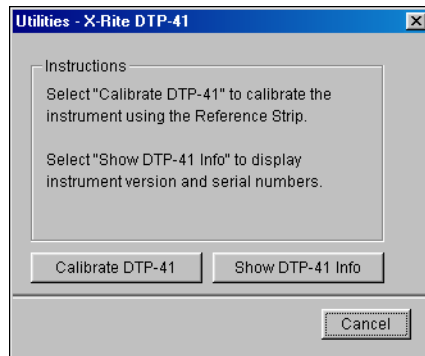 Utilities - X-Rite DTP-41
Instructions
Select "Calibrate DTP-41" to calibrate the
instrument using the Reference Strip.
Select "Show DTP-41 Info" to display
instrument version and serial numbers.
Calibrate DTP-41
Show DTP-41 Info
Cancel